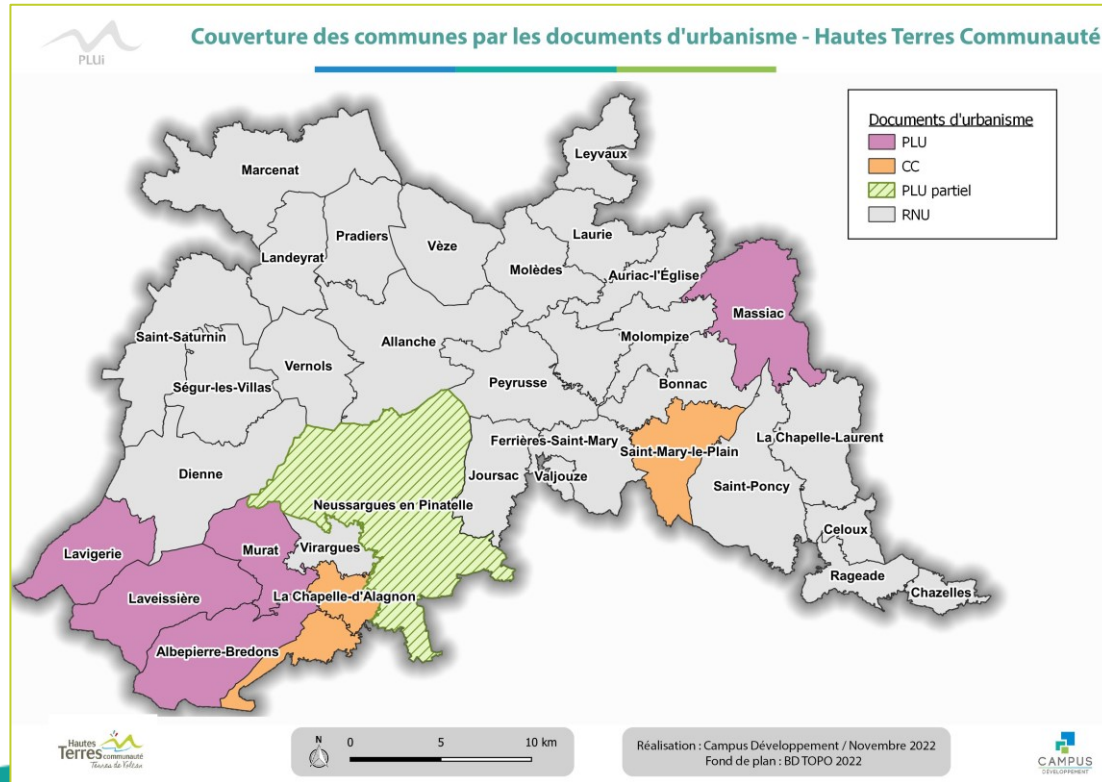 PLUi
Couverture des communes par les documents d'urbanisme - Hautes Terres Communauté
Documents d'urbanisme
PLU
CC
PLU partiel
RNU
Leyvaux
Marcenat
Laurie
Pradiers
Vèze
Landeyrat
Molèdes
Auriac-l'Église
Massiac
Saint-Saturnin
Allanche
Molompize
Vernols
Ségur-les-Villas
Peyrusse
Bonnac
Ferrières-Saint-Mary
La Chapelle-Laurent
Saint-Mary-le-Plain
Dienne
Joursac
Valjouze
Saint-Poncy
Neussargues en Pinatelle
Celoux
Lavigerie
Murat
Virargues
Rageade
Chazelles
Laveissière
La Chapelle-d'Alagnon
Albepierre-Bredons
Hautes
Terres communauté
Terres de l'élan
N
0 5 10 km
Réalisation : Campus Développement / Novembre 2022
Fond de plan : BD TOPO 2022
CAMPUS
DÉVELOPPEMENT